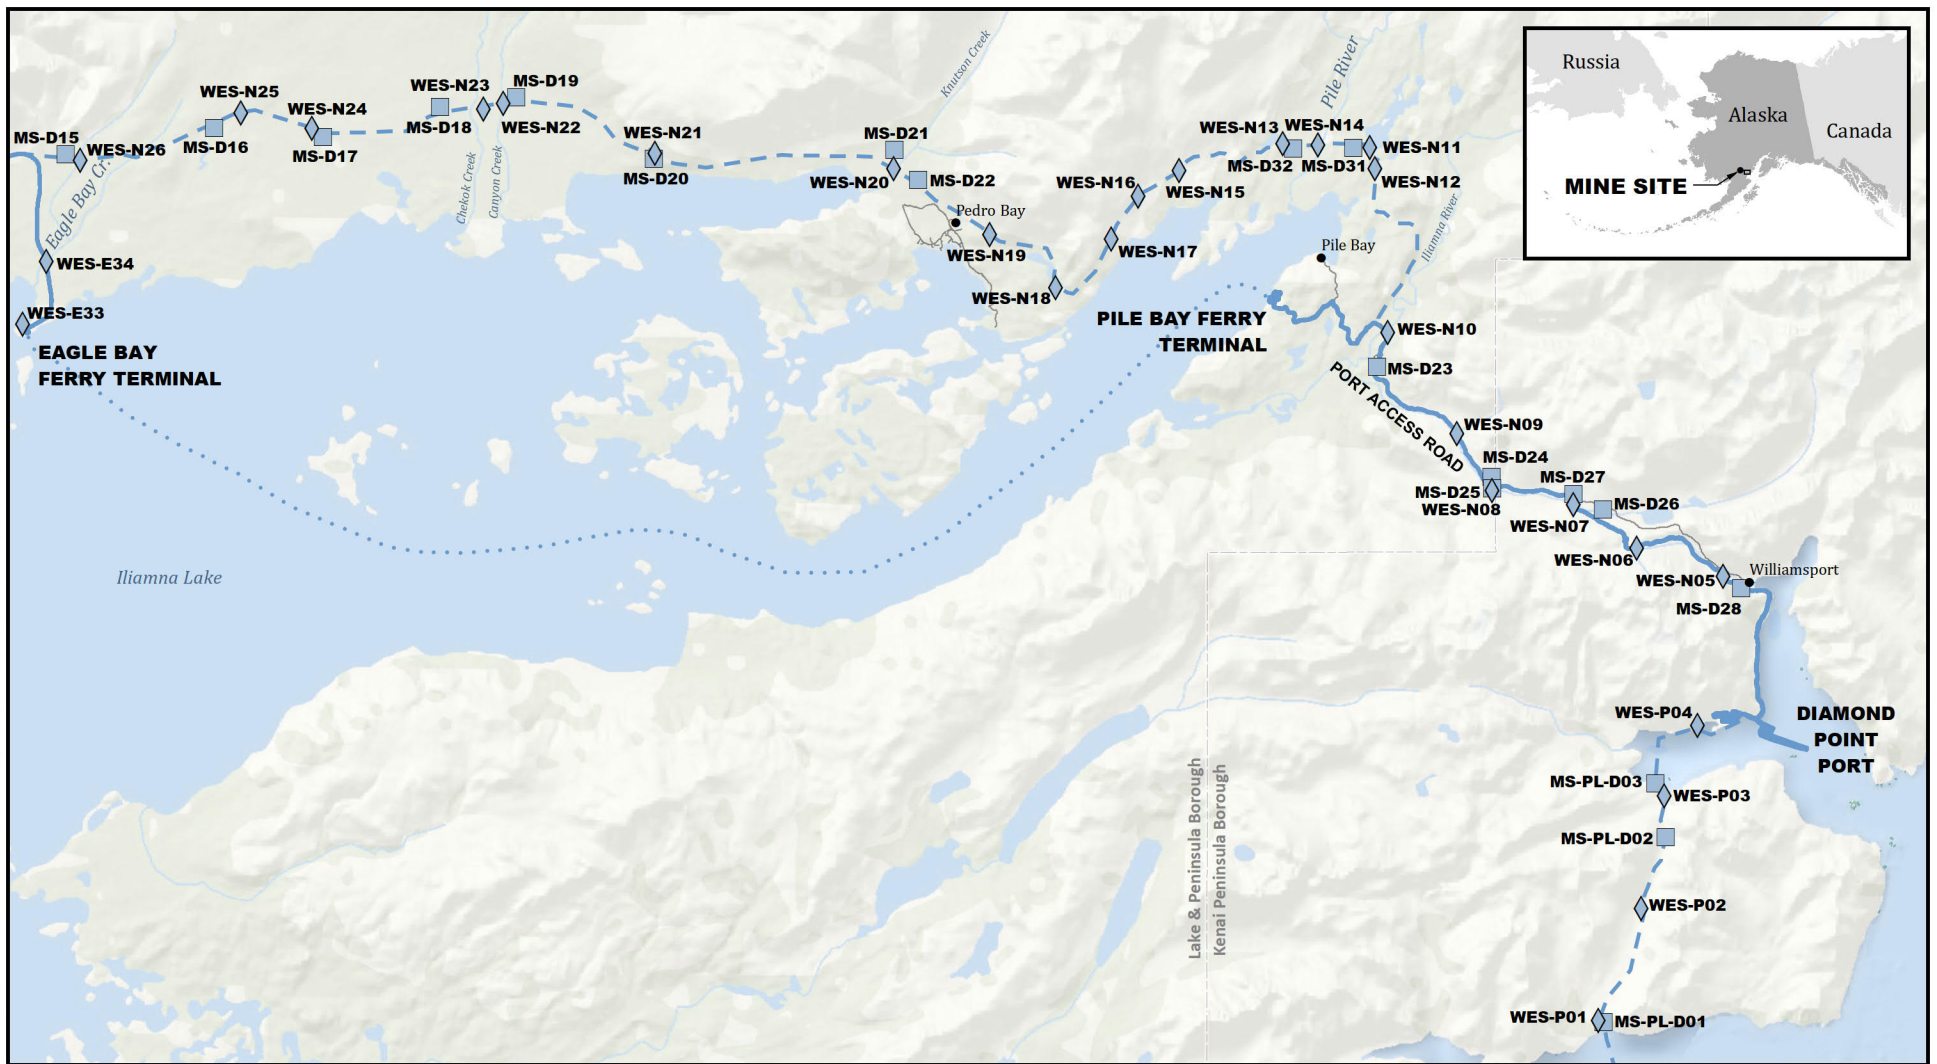 Russia
Alaska
Canada
MINE SITE
Knutson Creek
Pile River
MS-D19
WES-N23
WES-N25
WES-N24
MS-D18
WES-N22
MS-D15
WES-N26
MS-D16
MS-D17
WES-N21
MS-D21
WES-N13
WES-N14
WES-N11
MS-D32
MS-D31
MS-D20
WES-N20
MS-D22
WES-N16
WES-N15
WES-N12
Chekok Creek
Canyon Creek
Eagle Bay Cr.
Pedro Bay
Iliamna River
Pile Bay
WES-N19
WES-N17
WES-E34
WES-N18
WES-E33
PILE BAY FERRY
TERMINAL
WES-N10
EAGLE BAY
FERRY TERMINAL
MS-D23
PORT ACCESS ROAD
WES-N09
MS-D24
MS-D27
MS-D25
WES-N08
MS-D26
WES-N07
WES-N06
Iliamna Lake
Williamsport
WES-N05
MS-D28
WES-P04
DIAMOND
POINT
PORT
MS-PL-D03
WES-P03
MS-PL-D02
Lake & Peninsula Borough
Kenai Peninsula Borough
WES-P02
WES-P01
MS-PL-D01